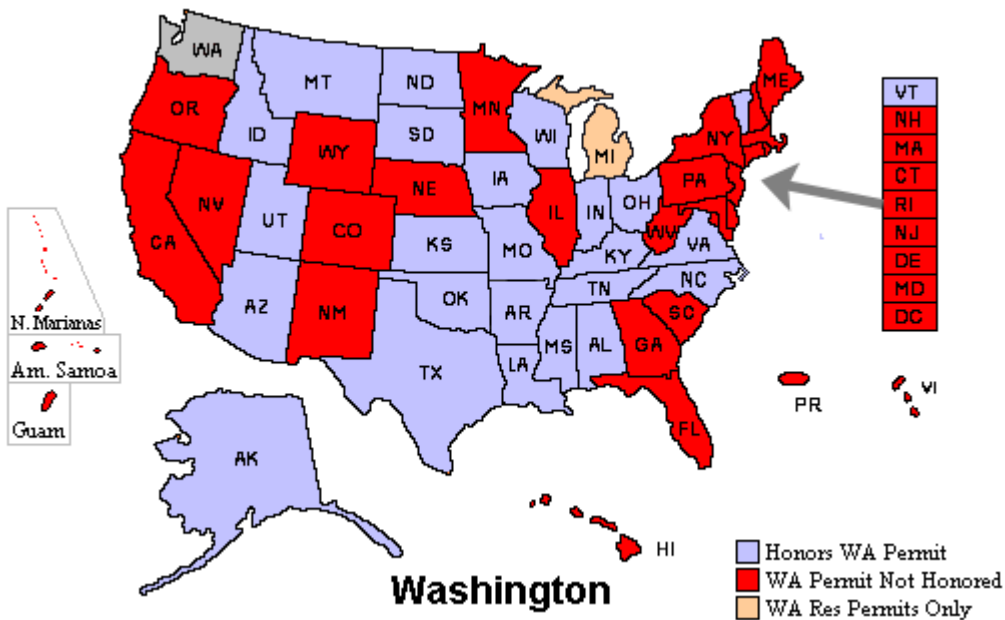 WA
MT
ND
MN
ME
VT
OR
ID
SD
WI
MI
NY
NH
MA
WY
IA
PA
CT
NV
UT
NE
IL
IN
OH
RI
CA
CO
KS
MO
KY
WV
VA
NJ
DE
AZ
NM
OK
AR
TN
NC
MD
N. Marianas
SC
DC
TX
LA
MS
AL
GA
Am. Samoa
PR
VI
Guam
FL
AK
HI
Honors WA Permit
WA Permit Not Honored
WA Res Permits Only
Washington